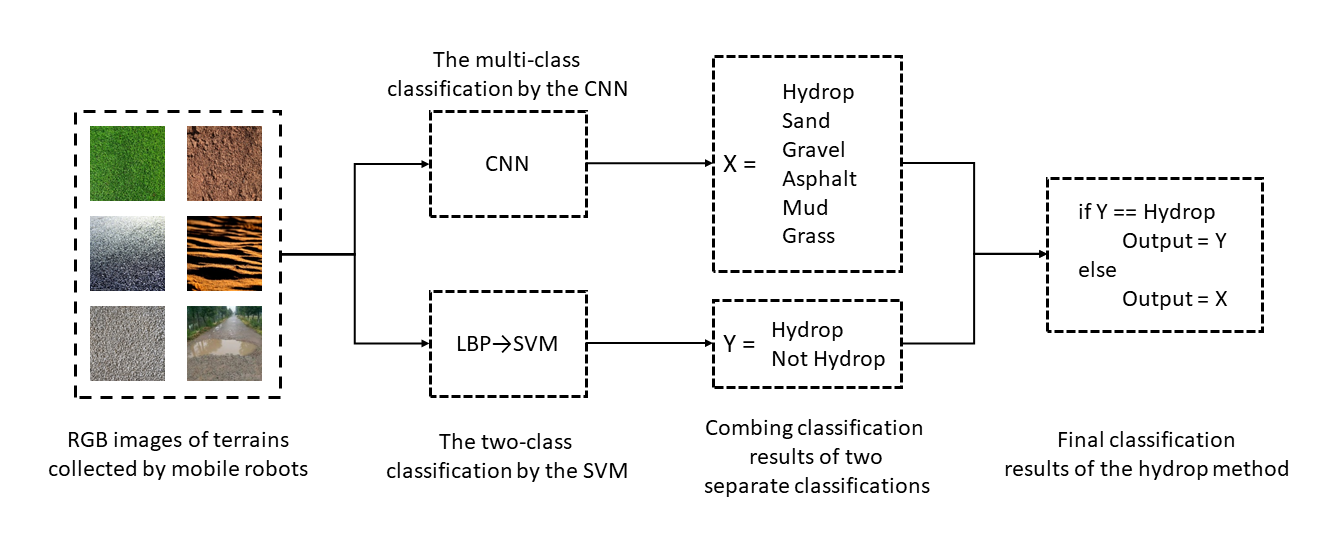 The multi-class
classification by the CNN
CNN
LBP→SVM
RGB images of terrains
collected by mobile robots
The two-class
classification by the SVM
X =
Hydrop
Sand
Gravel
Asphalt
Mud
Grass
Y =
Hydrop
Not Hydrop
Combing classification
results of two
separate classifications
if Y == Hydrop
Output = Y
else
Output = X
Final classification
results of the hydrop method